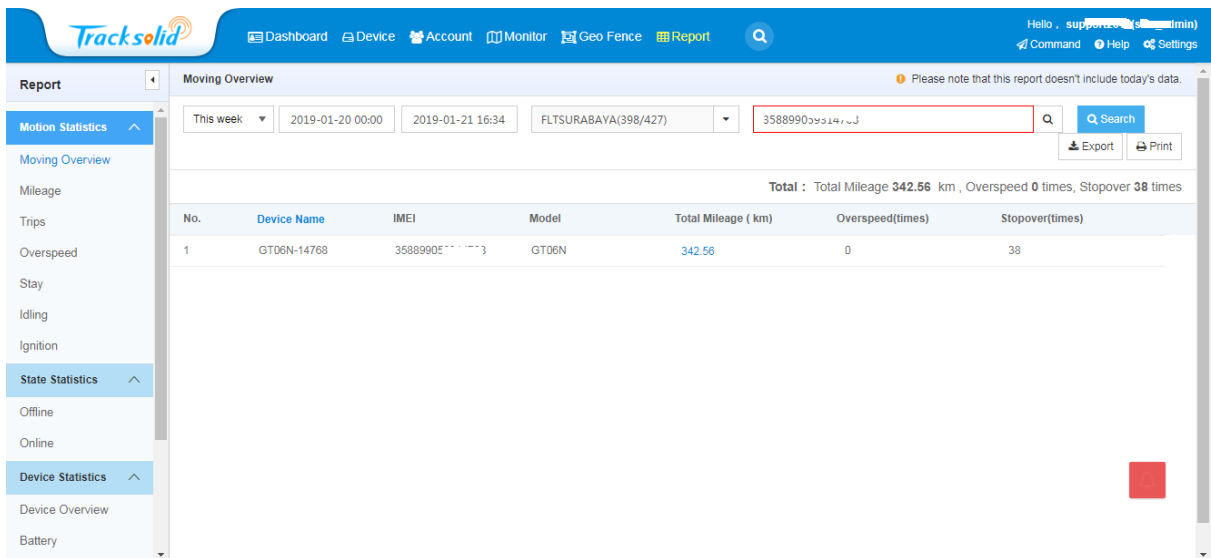 Tracksolid
Dashboard Device Account Monitor Geo Fence Report
Hello ,
Command Help Settings
Report
Moving Overview
Please note that this report doesn't include today's data.
Motion Statistics
Moving Overview
Mileage
Trips
Overspeed
Stay
Idling
Ignition
State Statistics
Offline
Online
Device Statistics
Device Overview
Battery
This week 2019-01-20 00:00 2019-01-21 16:34 FLTSURABAYA(398/427) Search
Export Print
Total : Total Mileage 342.56 km , Overspeed 0 times, Stopover 38 times
No. Device Name IMEI Model Total Mileage ( km) Overspeed(times) Stopover(times)
1 GT06N-14768 GT06N 342.56 0 38